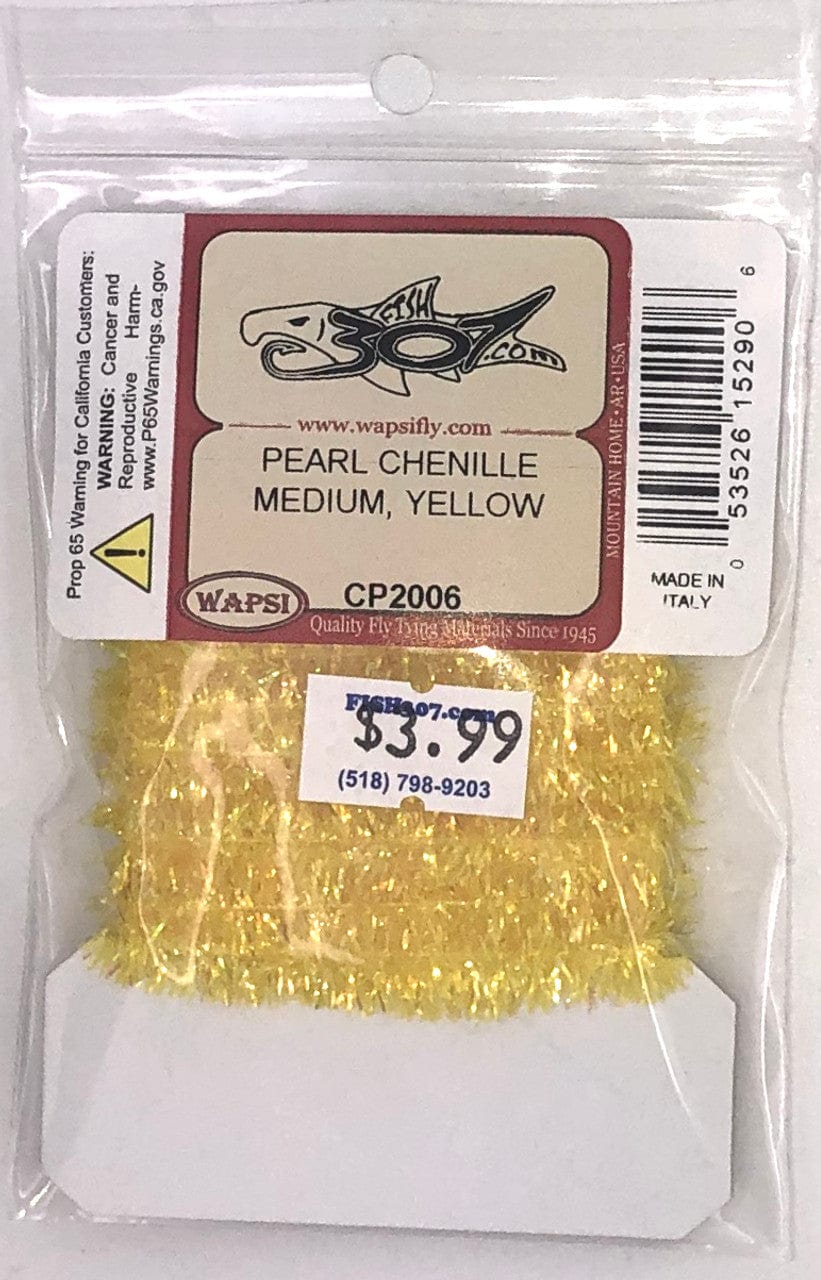 Prop 65 Warning for California Customers:
WARNING: Cancer and
Reproductive Harm-
www.P65Warnings.ca.gov
FISH
307
.com
www.wapsifly.com
PEARL CHENILLE
MEDIUM, YELLOW
CP2006
WAPSI
Quality Fly Tying Materials Since 1945
MOUNTAIN HOME • AR • USA
0 53526 15290 6
MADE IN
ITALY
FISH307.com
$3.99
(518) 798-9203